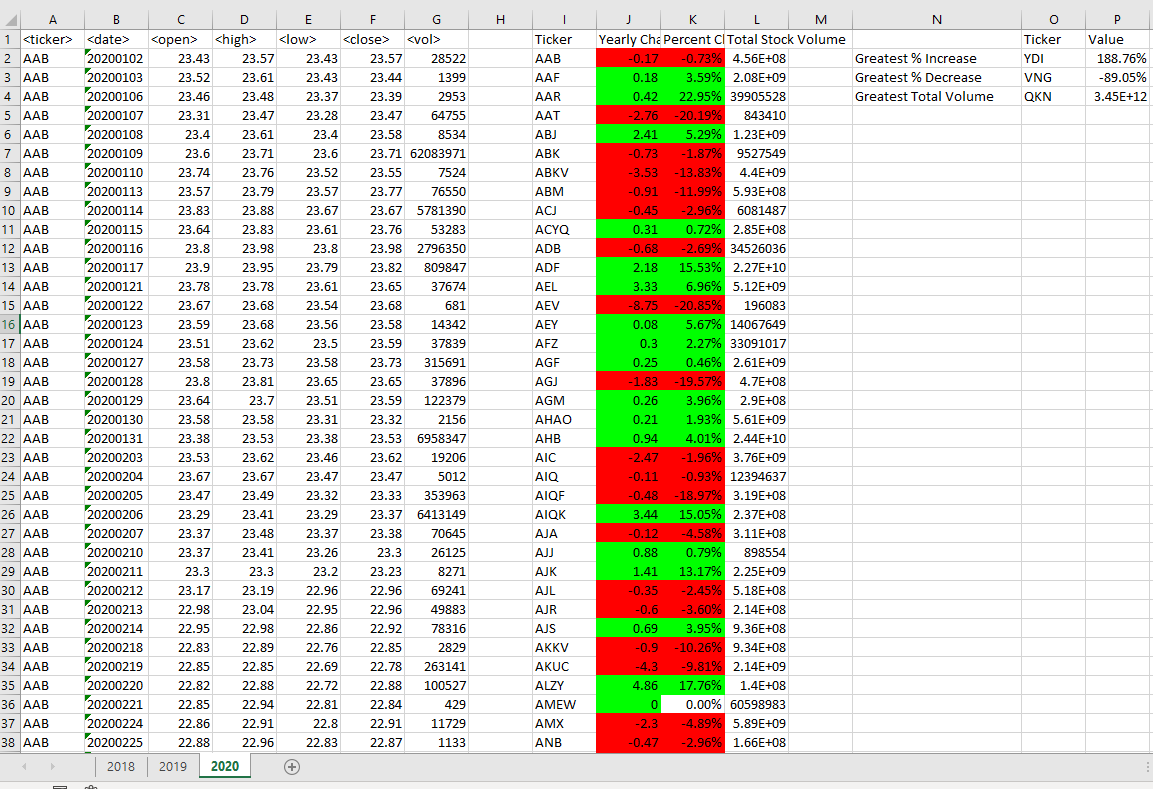 A B C D E F G H I J K L M N O P
1 <ticker> <date> <open> <high> <low> <close> <vol> Ticker Yearly Cha Percent Cl Total Stock Volume Ticker Value
2 AAB 20200102 23.43 23.57 23.43 23.57 28522 AAB -0.17 -0.73% 4.56E+08 Greatest % Increase YDI 188.76%
3 AAB 20200103 23.52 23.61 23.43 23.44 1399 AAF 0.18 3.59% 2.08E+09 Greatest % Decrease VNG -89.05%
4 AAB 20200106 23.46 23.48 23.37 23.39 2953 AAR 0.42 22.95% 39905528 Greatest Total Volume QKN 3.45E+12
5 AAB 20200107 23.31 23.47 23.28 23.47 64755 AAT -2.76 -20.19% 843410
6 AAB 20200108 23.4 23.61 23.4 23.58 8534 ABJ 2.41 5.29% 1.23E+09
7 AAB 20200109 23.6 23.71 23.6 23.71 62083971 ABK -0.73 -1.87% 9527549
8 AAB 20200110 23.74 23.76 23.52 23.55 7524 ABKV -3.53 -13.83% 4.4E+09
9 AAB 20200113 23.57 23.79 23.57 23.77 76550 ABM -0.91 -11.99% 5.93E+08
10 AAB 20200114 23.83 23.88 23.67 23.67 5781390 ACJ -0.45 -2.96% 6081487
11 AAB 20200115 23.64 23.83 23.61 23.76 53283 ACYQ 0.31 0.72% 2.85E+08
12 AAB 20200116 23.8 23.98 23.8 23.98 2796350 ADB -0.68 -2.69% 34526036
13 AAB 20200117 23.9 23.95 23.79 23.82 809847 ADF 2.18 15.53% 2.27E+10
14 AAB 20200121 23.78 23.78 23.61 23.65 37674 AEL 3.33 6.96% 5.12E+09
15 AAB 20200122 23.67 23.68 23.54 23.68 681 AEV -8.75 -20.85% 196083
16 AAB 20200123 23.59 23.68 23.56 23.58 14342 AEY 0.08 5.67% 14067649
17 AAB 20200124 23.51 23.62 23.5 23.59 37839 AFZ 0.3 2.27% 33091017
18 AAB 20200127 23.58 23.73 23.58 23.73 315691 AGF 0.25 0.46% 2.61E+09
19 AAB 20200128 23.8 23.81 23.65 23.65 37896 AGJ -1.83 -19.57% 4.7E+08
20 AAB 20200129 23.64 23.7 23.51 23.59 122379 AGM 0.26 3.96% 2.9E+08
21 AAB 20200130 23.58 23.58 23.31 23.32 2156 AHAO 0.21 1.93% 5.61E+09
22 AAB 20200131 23.38 23.53 23.38 23.53 6958347 AHB 0.94 4.01% 2.44E+10
23 AAB 20200203 23.53 23.62 23.46 23.62 19206 AIC -2.47 -1.96% 3.76E+09
24 AAB 20200204 23.67 23.67 23.47 23.47 5012 AIQ -0.11 -0.93% 12394637
25 AAB 20200205 23.47 23.49 23.32 23.33 353963 AIQF -0.48 -18.97% 3.19E+08
26 AAB 20200206 23.29 23.41 23.29 23.37 6413149 AIQK 3.44 15.05% 2.37E+08
27 AAB 20200207 23.37 23.48 23.37 23.38 70645 AJA -0.12 -4.58% 3.11E+08
28 AAB 20200210 23.37 23.41 23.26 23.3 26125 AJJ 0.88 0.79% 898554
29 AAB 20200211 23.3 23.3 23.2 23.23 8271 AJK 1.41 13.17% 2.25E+09
30 AAB 20200212 23.17 23.19 22.96 22.96 69241 AJL -0.35 -2.45% 5.18E+08
31 AAB 20200213 22.98 23.04 22.95 22.96 49883 AJR -0.6 -3.60% 2.14E+08
32 AAB 20200214 22.95 22.98 22.86 22.92 78316 AJS 0.69 3.95% 9.36E+08
33 AAB 20200218 22.83 22.89 22.76 22.85 2829 AKKV -0.9 -10.26% 9.34E+08
34 AAB 20200219 22.85 22.85 22.69 22.78 263141 AKUC -4.3 -9.81% 2.14E+09
35 AAB 20200220 22.82 22.88 22.72 22.88 100527 ALZY 4.86 17.76% 1.4E+08
36 AAB 20200221 22.85 22.94 22.81 22.84 429 AMEW 0 0.00% 60598983
37 AAB 20200224 22.86 22.91 22.8 22.91 11729 AMX -2.3 -4.89% 5.89E+09
38 AAB 20200225 22.88 22.96 22.83 22.87 1133 ANB -0.47 -2.96% 1.66E+08
2018 2019 2020